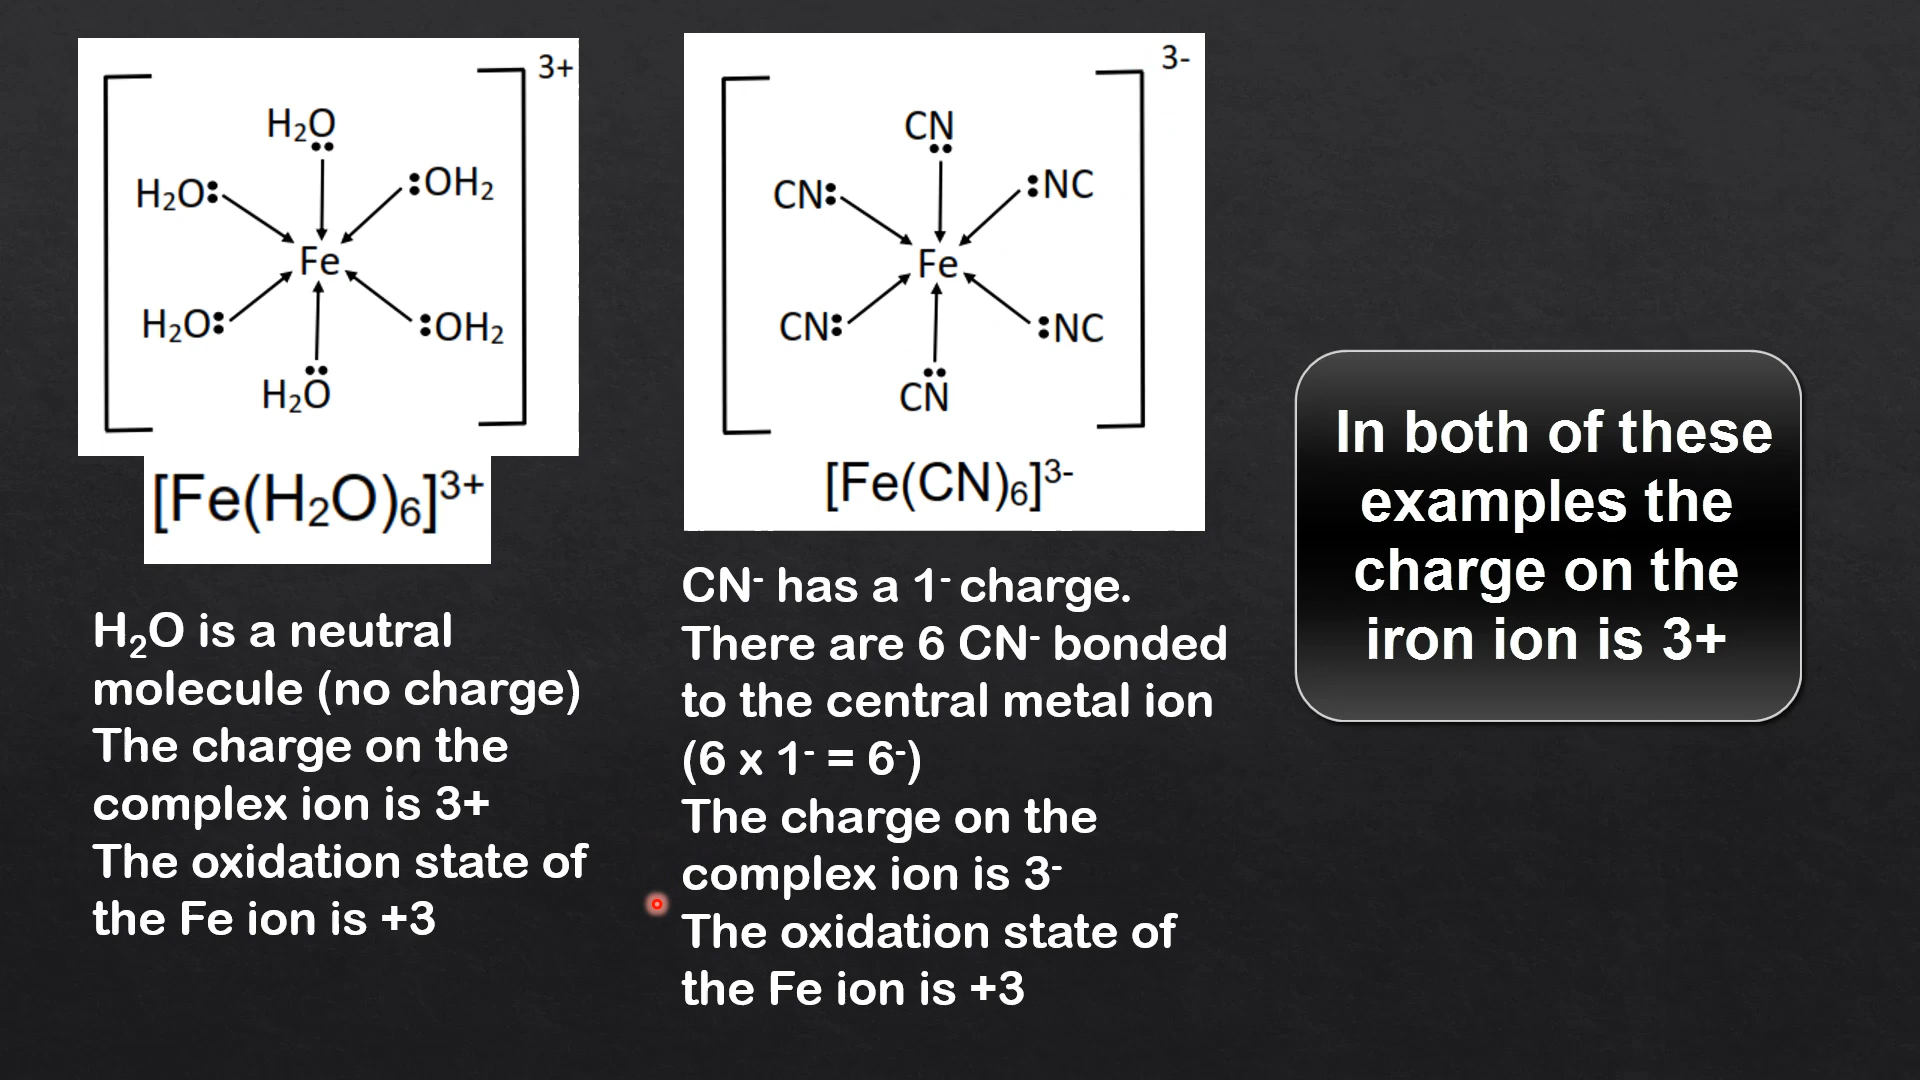 3+
H₂O
H₂O:
:OH₂
Fe
H₂O:
:OH₂
H₂O
[Fe(H₂O)₆]³⁺
H₂O is a neutral
molecule (no charge)
The charge on the
complex ion is 3+
The oxidation state of
the Fe ion is +3
3-
CN
CN:
:NC
Fe
CN:
:NC
CN
[Fe(CN)₆]³⁻
CN⁻ has a 1⁻ charge.
There are 6 CN⁻ bonded
to the central metal ion
(6 x 1⁻ = 6⁻)
The charge on the
complex ion is 3⁻
The oxidation state of
the Fe ion is +3
In both of these
examples the
charge on the
iron ion is 3+